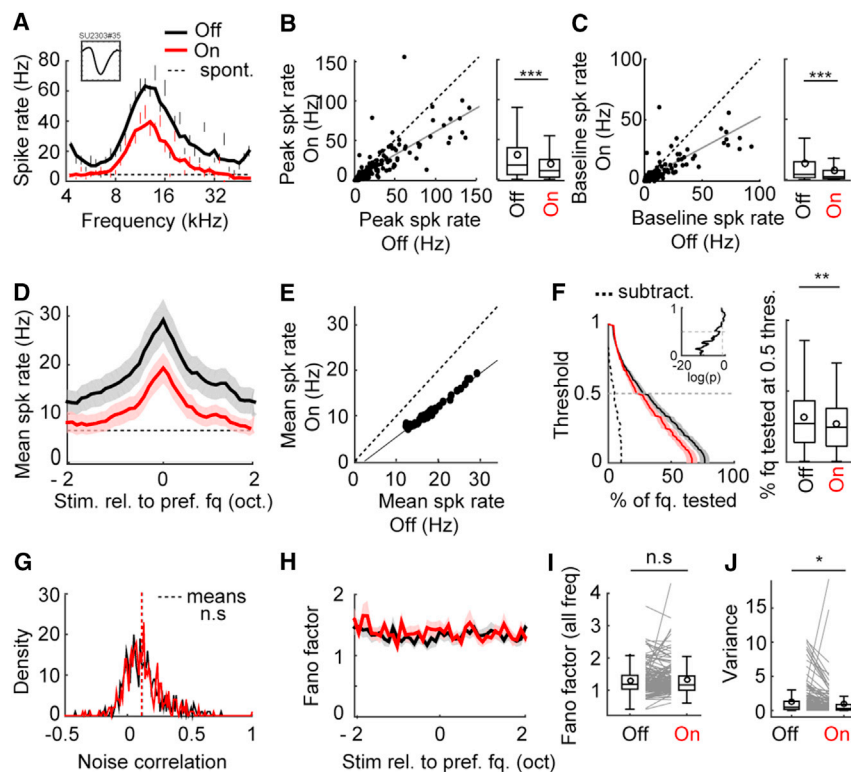 A
SU2303#35
Off
On
spont.
Spike rate (Hz)
80
60
40
20
0
4 8 16 32
Frequency (kHz)
B
Peak spk rate
On (Hz)
150
100
50
0
0 50 100 150
Peak spk rate
Off (Hz)
***
Off
On
C
Baseline spk rate
On (Hz)
100
50
0
0 50 100
Baseline spk rate
Off (Hz)
***
Off
On
D
Mean spk rate (Hz)
30
20
10
0
-2 0 2
Stim. rel. to pref. fq (oct.)
E
Mean spk rate
On (Hz)
30
20
10
0
0 10 20 30
Mean spk rate
Off (Hz)
F
subtract.
Threshold
1
0.5
0
0 50 100
% of fq. tested
1
0
-20 0
log(p)
% fq tested at 0.5 thres.
**
Off
On
G
means
n.s
Density
30
20
10
0
-0.5 0 0.5 1
Noise correlation
H
Fano factor
2
1
0
-2 0 2
Stim rel. to pref. fq. (oct)
I
n.s
Fano factor (all freq)
4
3
2
1
Off
On
J
*
Variance
15
10
5
0
Off
On